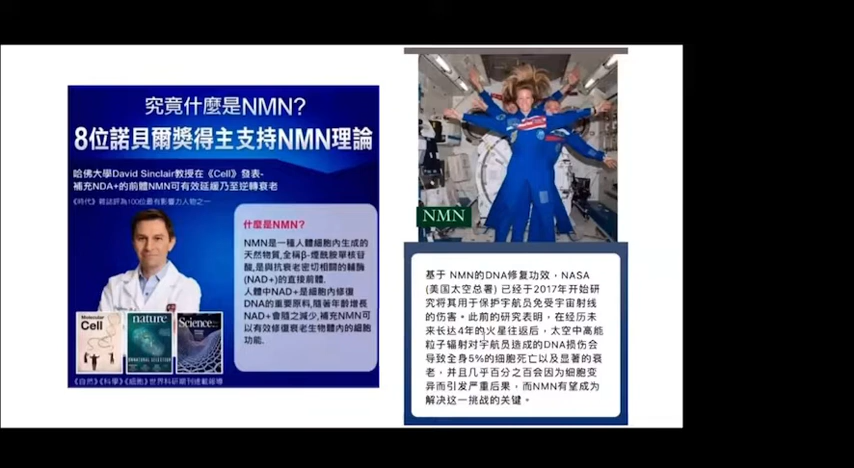 究竟什麼是NMN?
8位諾貝爾獎得主支持NMN理論
哈佛大學David Sinclair教授在《Cell》發表-
補充NDA+的前體NMN可有效延緩乃至逆轉衰老
《時代》雜誌評為100位最有影響力人物之一
什麼是NMN?
NMN是一種人體細胞內生成的
天然物質,全稱β-煙酰胺單核苷
酸,是與抗衰老密切相關的輔酶
(NAD+)的直接前體.
人體中NAD+是細胞內修復
DNA的重要原料,隨著年齡增長
NAD+會隨之減少,補充NMN可
以有效修復衰老生物體內的細胞
功能.
Molecular
Cell
nature
Science
《自然》《科學》《細胞》世界科研期刊連載報導
NMN
基于 NMN的DNA修复功效，NASA
(美国太空总署) 已经于2017年开始研
究将其用于保护宇航员免受宇宙射线
的伤害。此前的研究表明，在经历
未来长达4年的火星往返后，太空中高能
粒子辐射对宇航员造成的DNA损伤会
导致全身5%的细胞死亡以及显著的衰
老，并且几乎百分之百会因为细胞变
异而引发严重后果，而NMN有望成为
解决这一挑战的关键。